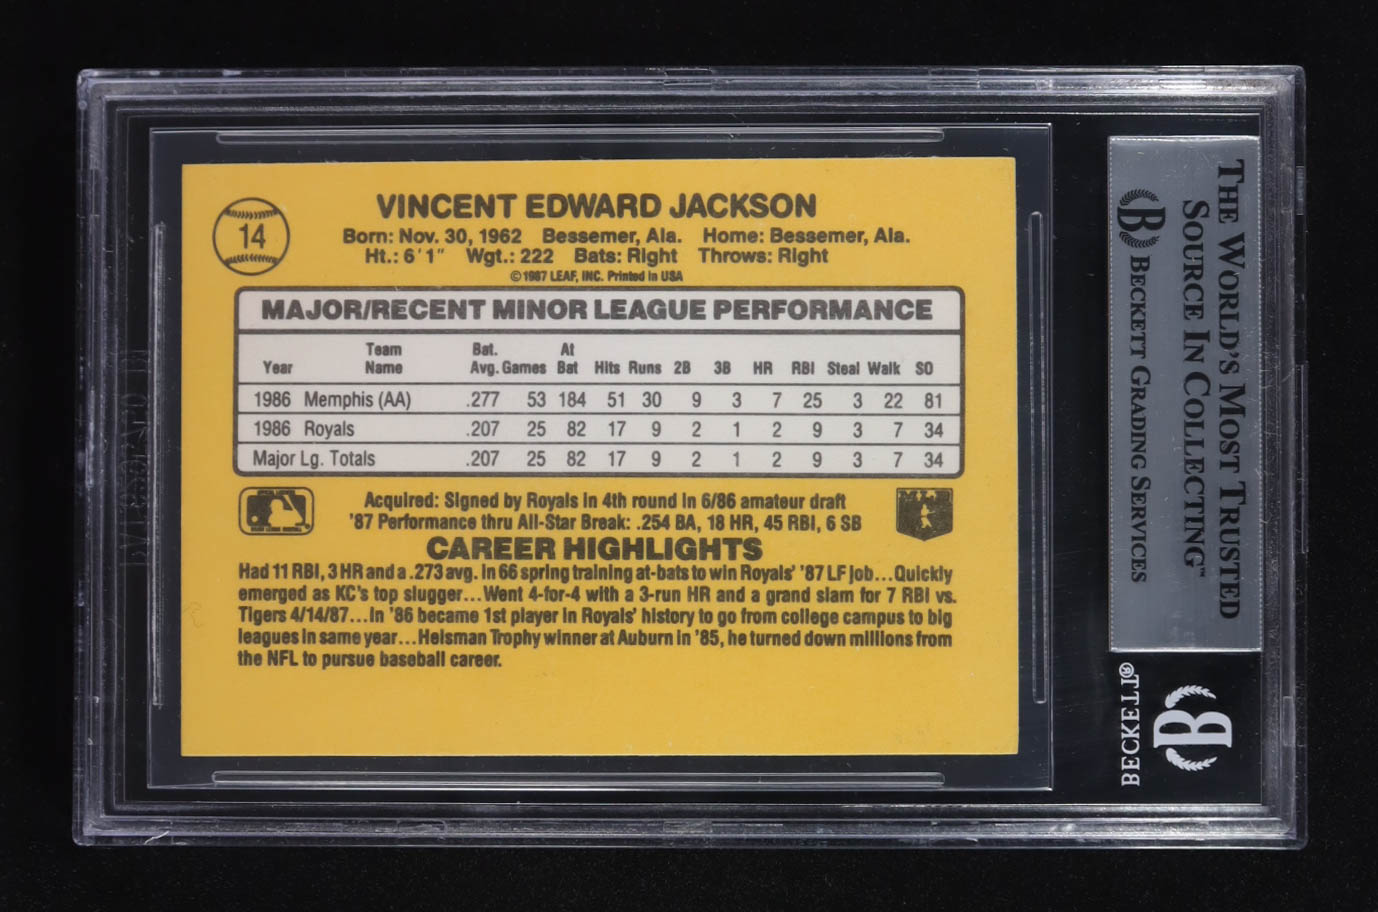 14
VINCENT EDWARD JACKSON
Born: Nov. 30, 1962 Bessemer, Ala. Home: Bessemer, Ala.
Ht.: 6'1" Wgt.: 222 Bats: Right Throws: Right
©1987 LEAF, INC. Printed in USA
MAJOR/RECENT MINOR LEAGUE PERFORMANCE
Year Team Name Bat. Avg. Games At Bat Hits Runs 2B 3B HR RBI Steal Walk SO
1986 Memphis (AA) .277 53 184 51 30 9 3 7 25 3 22 81
1986 Royals .207 25 82 17 9 2 1 2 9 3 7 34
Major Lg. Totals .207 25 82 17 9 2 1 2 9 3 7 34
Acquired: Signed by Royals in 4th round in 6/86 amateur draft
'87 Performance thru All-Star Break: .254 BA, 18 HR, 45 RBI, 6 SB
CAREER HIGHLIGHTS
Had 11 RBI, 3 HR and a .273 avg. in 66 spring training at-bats to win Royals' '87 LF job...Quickly
emerged as KC's top slugger...Went 4-for-4 with a 3-run HR and a grand slam for 7 RBI vs.
Tigers 4/14/87...In '86 became 1st player in Royals' history to go from college campus to big
leagues in same year...Heisman Trophy winner at Auburn in '85, he turned down millions from
the NFL to pursue baseball career.
THE WORLD'S MOST TRUSTED
SOURCE IN COLLECTING™
B BECKETT GRADING SERVICES
B
BECKETT®